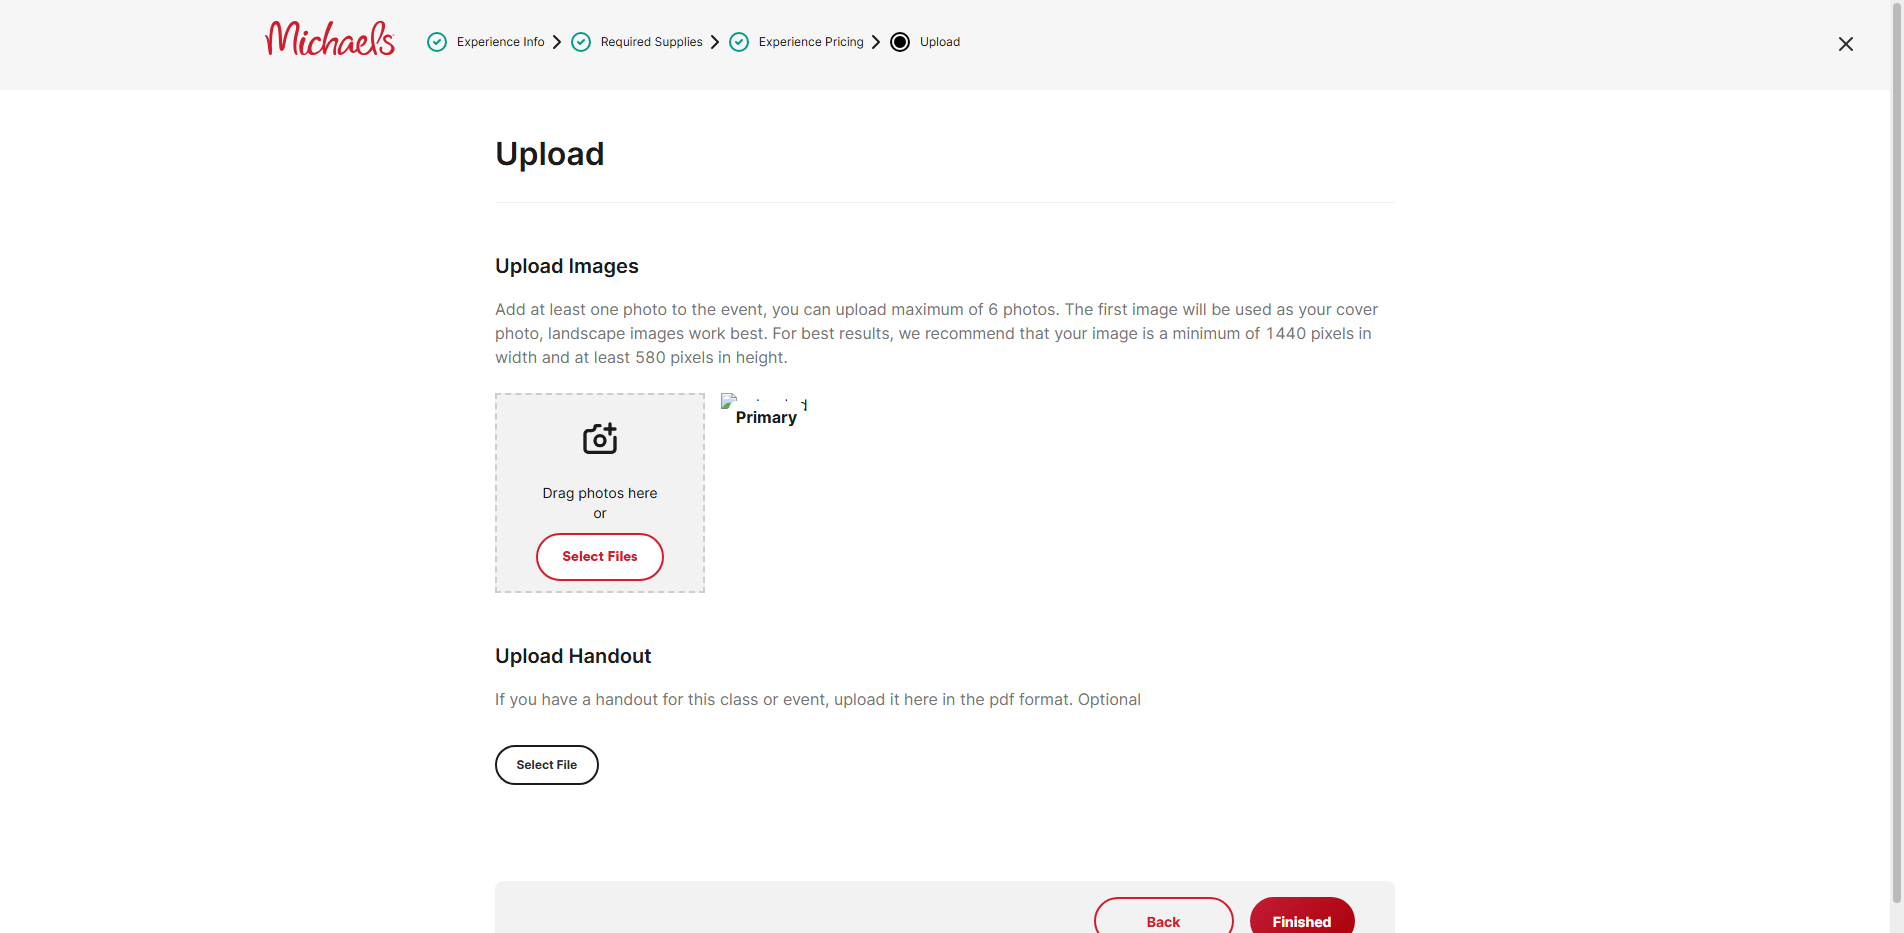 Michaels
Experience Info
Required Supplies
Experience Pricing
Upload
Upload
Upload Images
Add at least one photo to the event, you can upload maximum of 6 photos. The first image will be used as your cover
photo, landscape images work best. For best results, we recommend that your image is a minimum of 1440 pixels in
width and at least 580 pixels in height.
Primary
Drag photos here
or
Select Files
Upload Handout
If you have a handout for this class or event, upload it here in the pdf format. Optional
Select File
Back
Finished